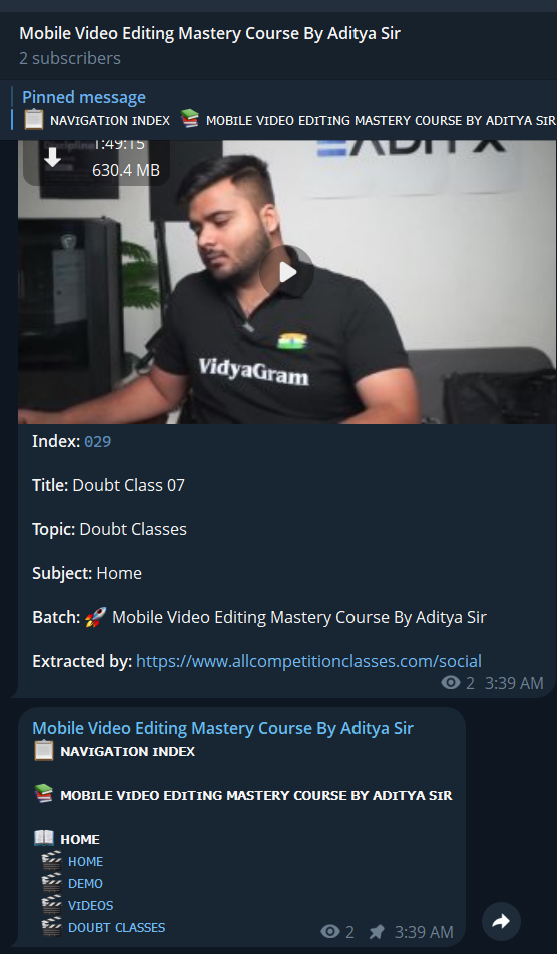 Mobile Video Editing Mastery Course By Aditya Sir
2 subscribers
Pinned message
📋 NAVIGATION INDEX 📚 MOBILE VIDEO EDITING MASTERY COURSE BY ADITYA SIR
1:49:15
630.4 MB
VidyaGram
Index: 029
Title: Doubt Class 07
Topic: Doubt Classes
Subject: Home
Batch: 🚀 Mobile Video Editing Mastery Course By Aditya Sir
Extracted by: https://www.allcompetitionclasses.com/social
2 3:39 AM
Mobile Video Editing Mastery Course By Aditya Sir
📋 NAVIGATION INDEX
📚 MOBILE VIDEO EDITING MASTERY COURSE BY ADITYA SIR
📖 HOME
🎬 HOME
🎬 DEMO
🎬 VIDEOS
🎬 DOUBT CLASSES
2 3:39 AM